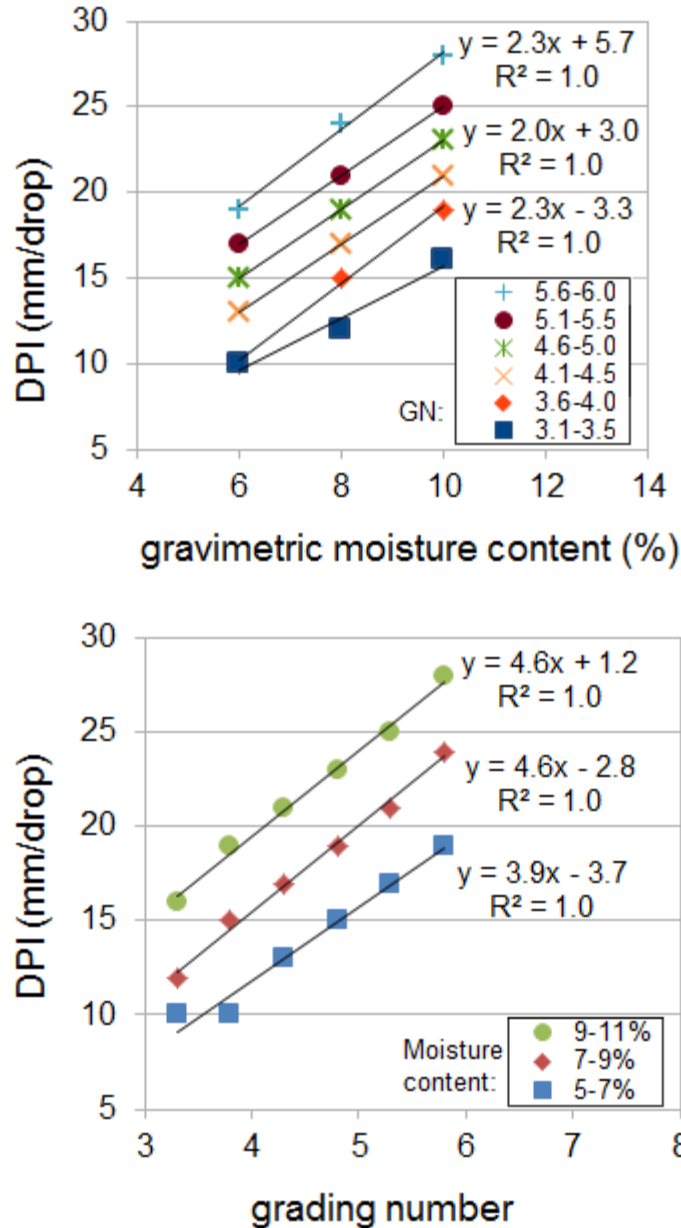 30
25
20
15
10
5
DPI (mm/drop)
y = 2.3x + 5.7
R² = 1.0
y = 2.0x + 3.0
R² = 1.0
y = 2.3x - 3.3
R² = 1.0
GN:
5.6-6.0
5.1-5.5
4.6-5.0
4.1-4.5
3.6-4.0
3.1-3.5
4 6 8 10 12 14
gravimetric moisture content (%)
30
25
20
15
10
5
DPI (mm/drop)
y = 4.6x + 1.2
R² = 1.0
y = 4.6x - 2.8
R² = 1.0
y = 3.9x - 3.7
R² = 1.0
Moisture
content:
9-11%
7-9%
5-7%
3 4 5 6 7 8
grading number